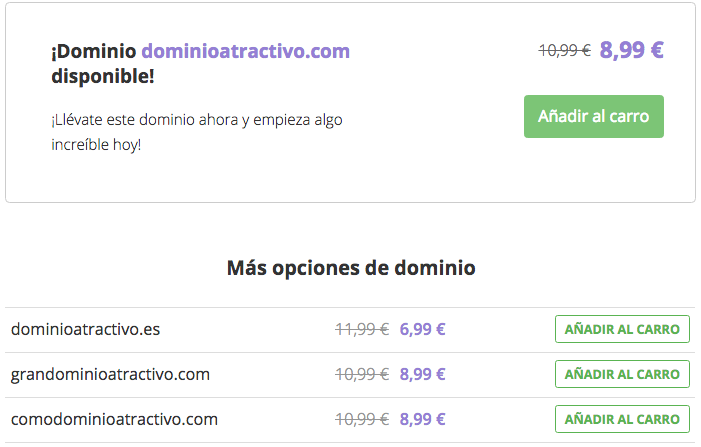 ¡Dominio dominioatractivo.com
disponible!
10,99 € 8,99 €
¡Llévate este dominio ahora y empieza algo
increíble hoy!
Añadir al carro
Más opciones de dominio
dominioatractivo.es 11,99 € 6,99 € AÑADIR AL CARRO
grandominioatractivo.com 10,99 € 8,99 € AÑADIR AL CARRO
comodominioatractivo.com 10,99 € 8,99 € AÑADIR AL CARRO